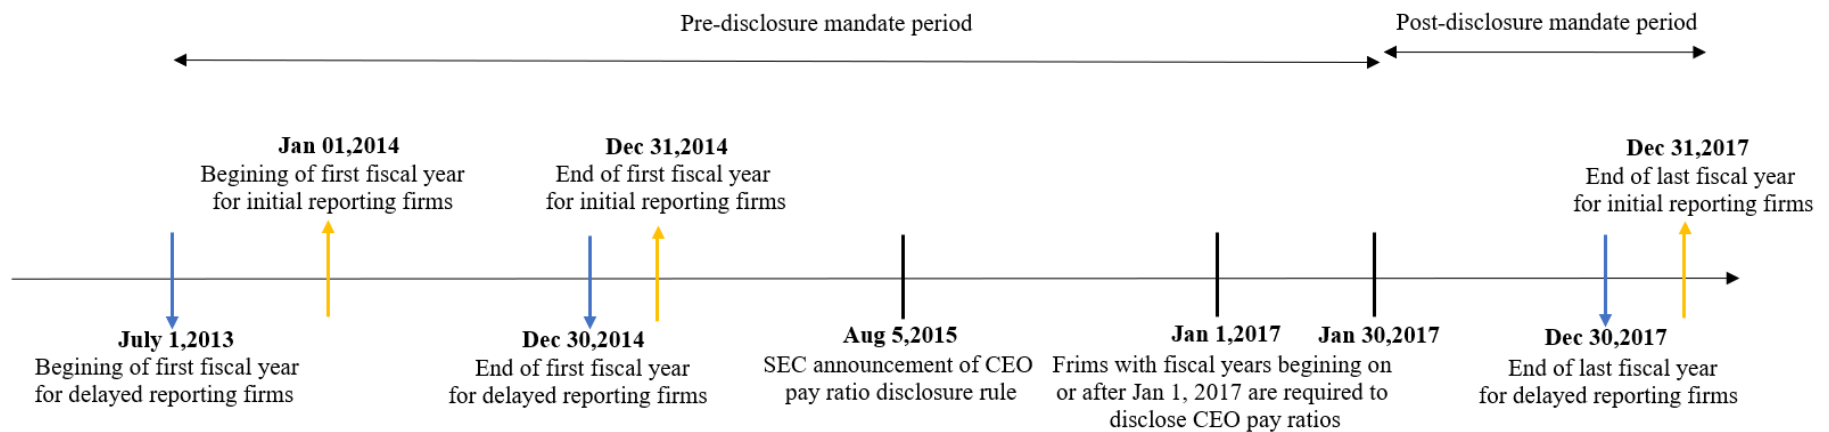 Pre-disclosure mandate period
Post-disclosure mandate period
Jan 01,2014
Begining of first fiscal year
for initial reporting firms
Dec 31,2014
End of first fiscal year
for initial reporting firms
Dec 31,2017
End of last fiscal year
for initial reporting firms
July 1,2013
Begining of first fiscal year
for delayed reporting firms
Dec 30,2014
End of first fiscal year
for delayed reporting firms
Aug 5,2015
SEC announcement of CEO
pay ratio disclosure rule
Jan 1,2017
Frims with fiscal years begining on
or after Jan 1, 2017 are required to
disclose CEO pay ratios
Jan 30,2017
Dec 30,2017
End of last fiscal year
for delayed reporting firms